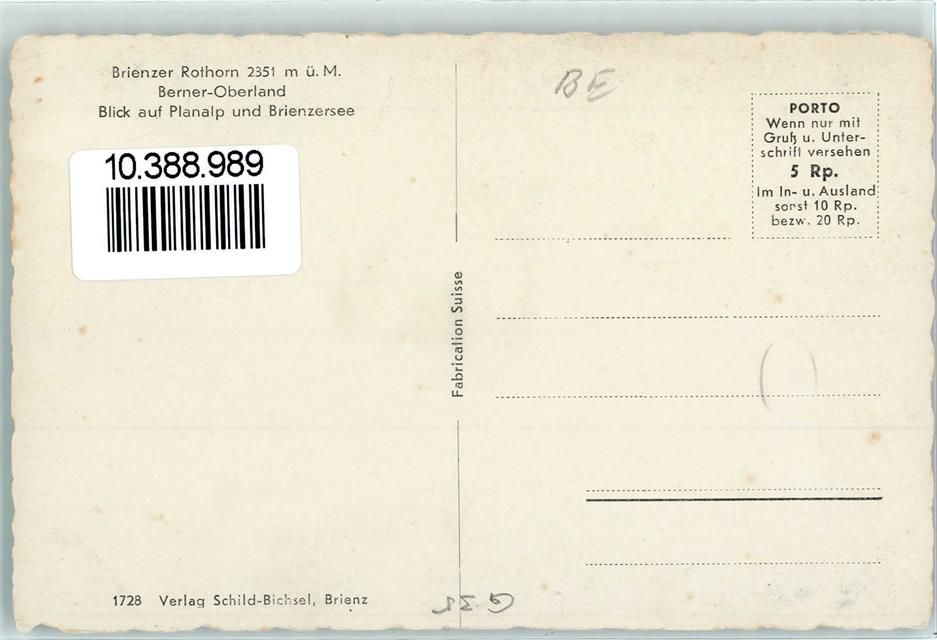 Brienzer Rothorn 2351 m ü. M.
Berner-Oberland
Blick auf Planalp und Brienzersee
10.388.989
BE
PORTO
Wenn nur mit
Gruß u. Unter-
schrift versehen
5 Rp.
Im In- u. Ausland
sonst 10 Rp.
bezw. 20 Rp.
Fabrication Suisse
1728 Verlag Schild-Bichsel, Brienz